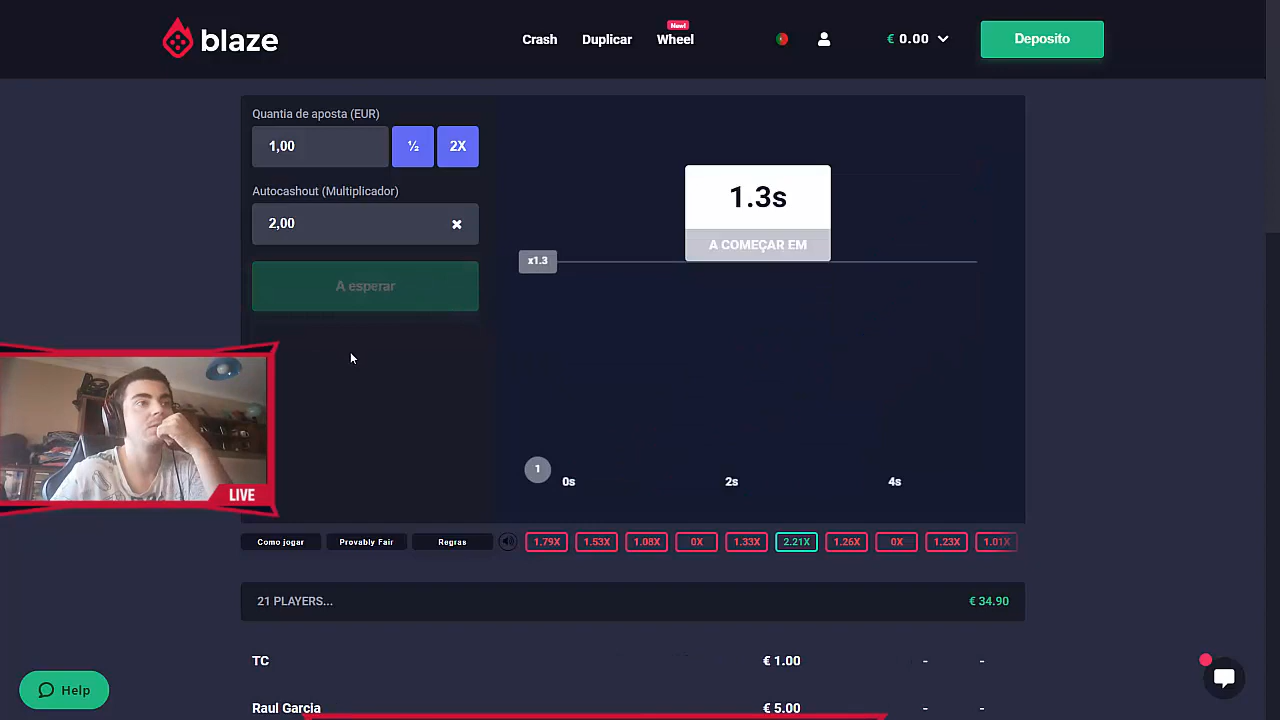 blaze
Crash
Duplicar
New!
Wheel
€ 0.00
Deposito
Quantia de aposta (EUR)
1,00
½
2X
Autocashout (Multiplicador)
2,00
A esperar
1.3s
A COMEÇAR EM
x1.3
1
0s
2s
4s
LIVE
Como jogar
Provably Fair
Regras
1.79X
1.53X
1.08X
0X
1.33X
2.21X
1.26X
0X
1.23X
1.01X
21 PLAYERS...
€ 34.90
TC
€ 1.00
-
-
Raul Garcia
€ 5.00
-
-
Help